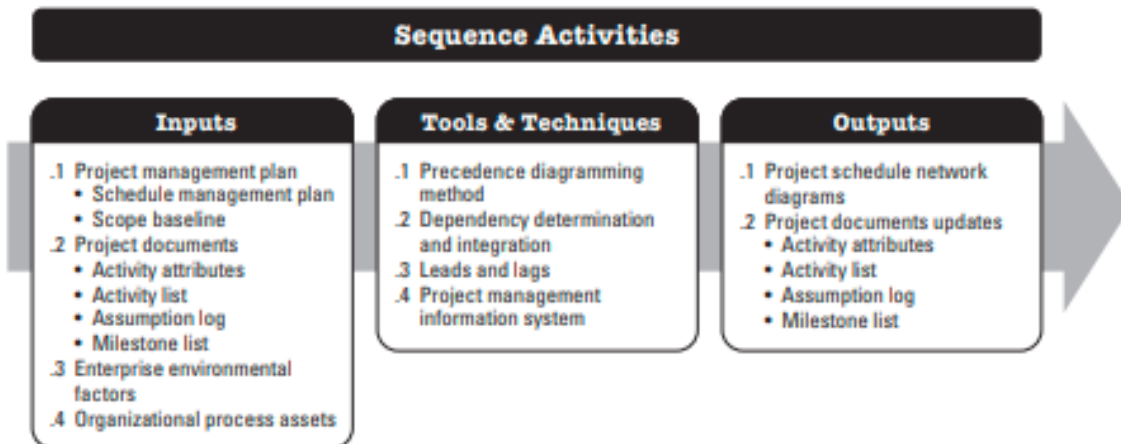 Sequence Activities
Inputs
.1 Project management plan
• Schedule management plan
• Scope baseline
.2 Project documents
• Activity attributes
• Activity list
• Assumption log
• Milestone list
.3 Enterprise environmental
factors
.4 Organizational process assets
Tools & Techniques
.1 Precedence diagramming
method
.2 Dependency determination
and integration
.3 Leads and lags
.4 Project management
information system
Outputs
.1 Project schedule network
diagrams
.2 Project documents updates
• Activity attributes
• Activity list
• Assumption log
• Milestone list